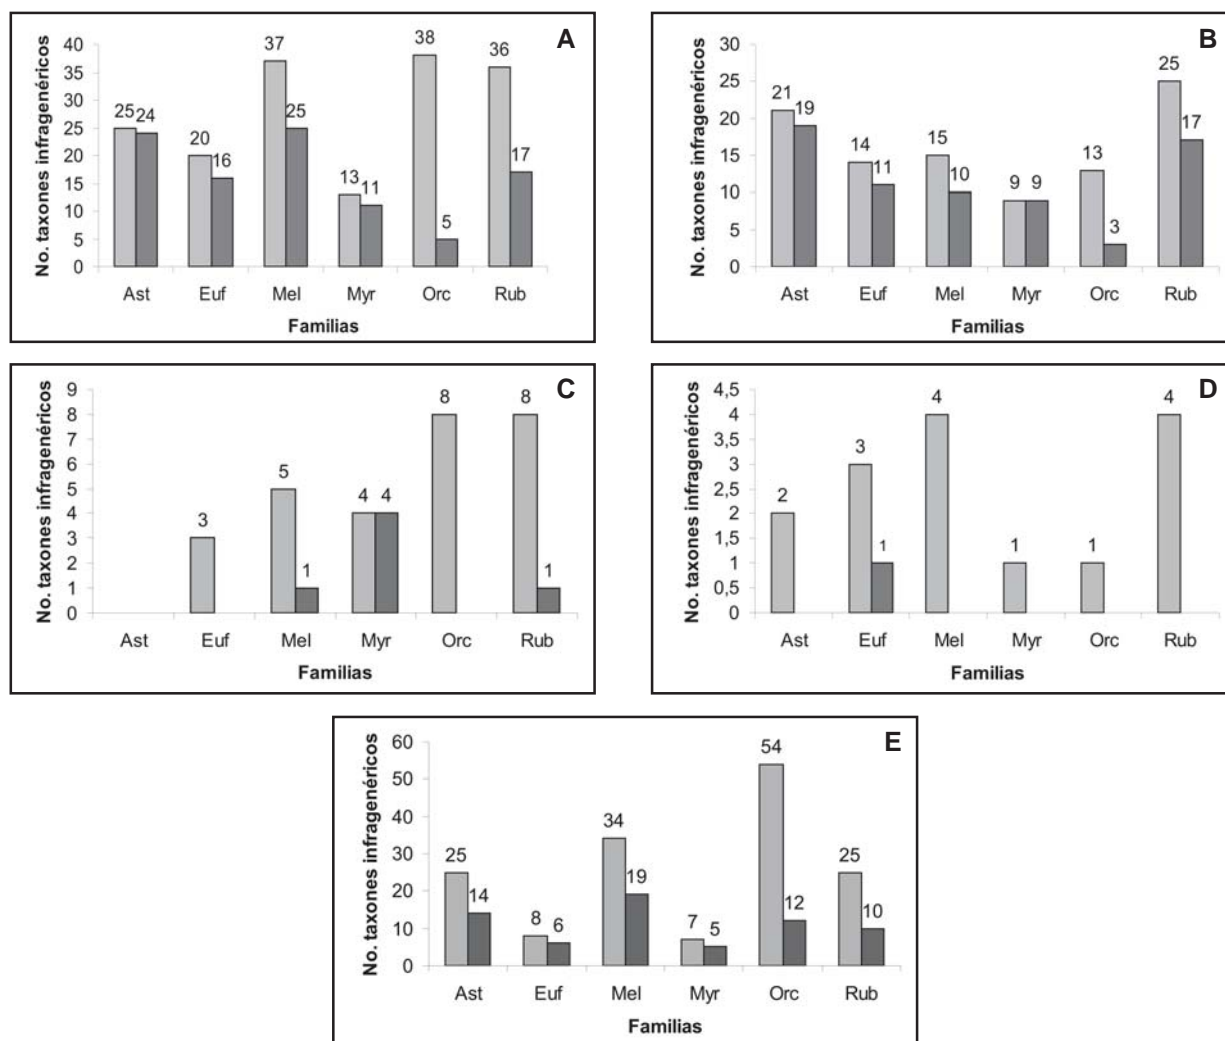 A
No. taxones infragenéricos
40
35
30
25
20
15
10
5
0
25 24 20 16 37 25 13 11 38 5 36 17
Ast Euf Mel Myr Orc Rub
Familias
B
No. taxones infragenéricos
30
25
20
15
10
5
0
21 19 14 11 15 10 9 9 13 3 25 17
Ast Euf Mel Myr Orc Rub
Familias
C
No. taxones infragenéricos
9
8
7
6
5
4
3
2
1
0
3 5 1 4 4 8 8 1
Ast Euf Mel Myr Orc Rub
Familias
D
No. taxones infragenéricos
4,5
4
3,5
3
2,5
2
1,5
1
0,5
0
2 3 1 4 1 1 4
Ast Euf Mel Myr Orc Rub
Familias
E
No. taxones infragenéricos
60
50
40
30
20
10
0
25 14 8 6 34 19 7 5 54 12 25 10
Ast Euf Mel Myr Orc Rub
Familias